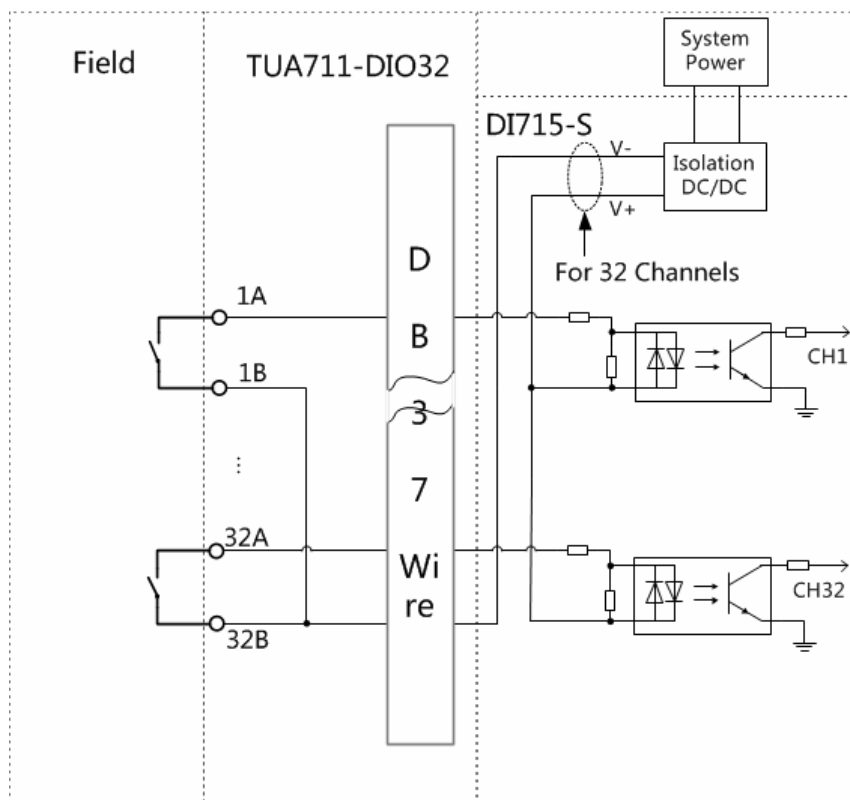 Field
TUA711-DIO32
System
Power
DI715-S
V-
Isolation
DC/DC
V+
For 32 Channels
D
B
3
7
Wi
re
1A
1B
CH1
⋮
32A
32B
CH32